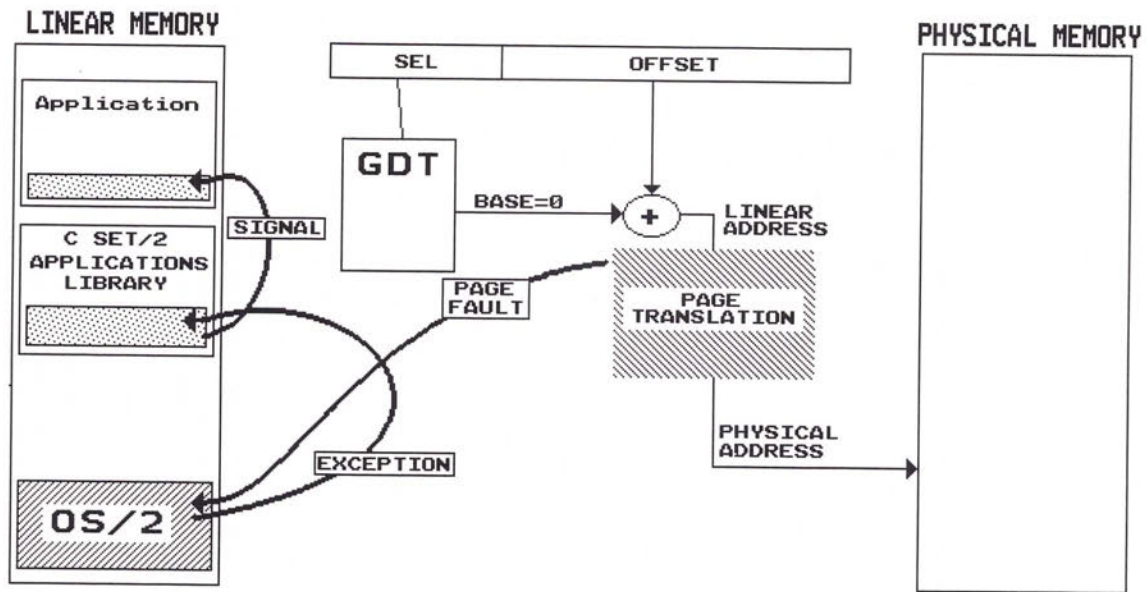 LINEAR MEMORY
PHYSICAL MEMORY
SEL
OFFSET
Application
GDT
BASE=0
+
LINEAR
ADDRESS
SIGNAL
C SET/2
APPLICATIONS
LIBRARY
PAGE
FAULT
PAGE
TRANSLATION
PHYSICAL
ADDRESS
EXCEPTION
OS/2